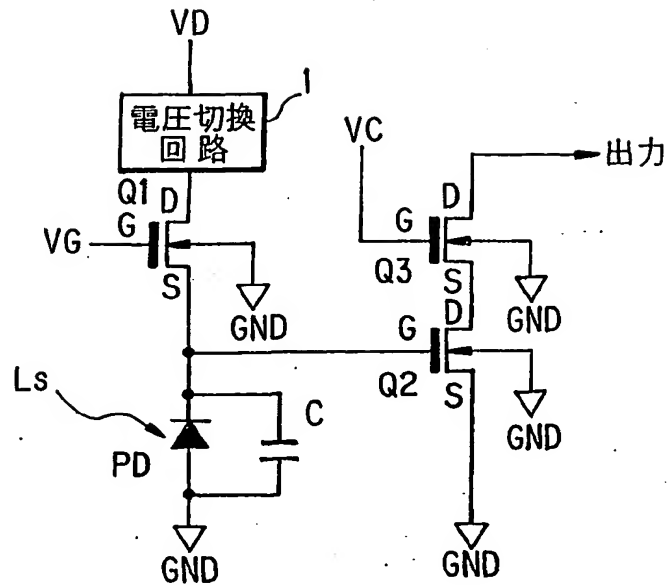 VD
1
電圧切換
回路
VC
出力
Q1
D
G
VG
S
GND
D
G
Q3
S
GND
D
G
Q2
S
GND
Ls
PD
C
GND
GND